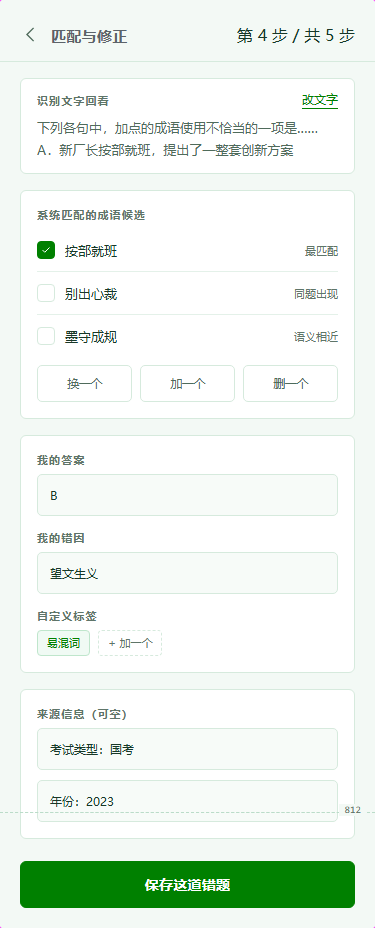 匹配与修正
第 4 步 / 共 5 步
识别文字回看
改文字
下列各句中，加点的成语使用不恰当的一项是……
A．新厂长按部就班，提出了一整套创新方案
系统匹配的成语候选
按部就班
最匹配
别出心裁
同题出现
墨守成规
语义相近
换一个
加一个
删一个
我的答案
B
我的错因
望文生义
自定义标签
易混词
+ 加一个
来源信息（可空）
考试类型：国考
年份：2023
812
保存这道错题